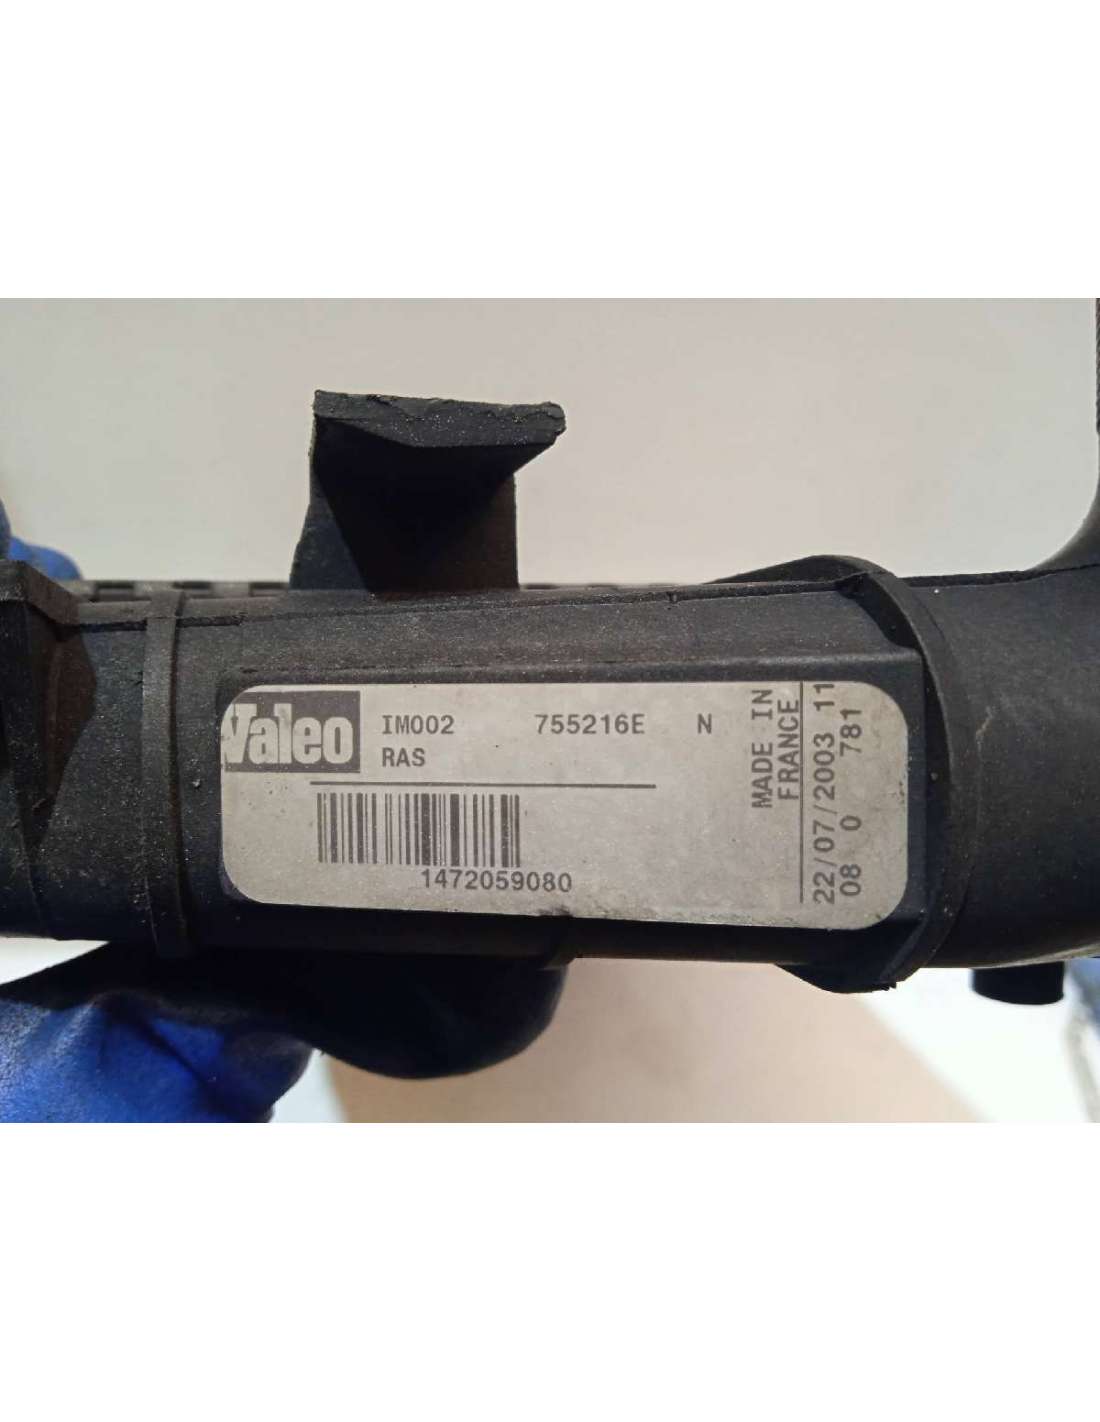 Valeo
IM002 755216E N
RAS
1472059080
MADE IN
FRANCE
22/07/2003 11
08 0 781